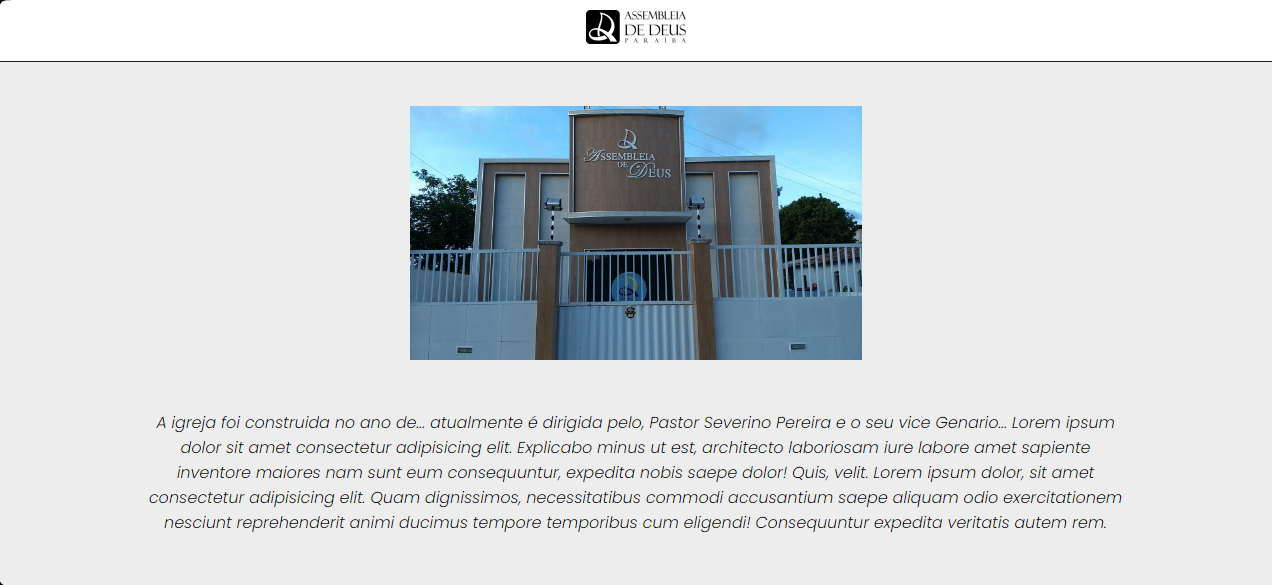 ASSEMBLEIA
DE DEUS
PARAÍBA
ASSEMBLEIA
DE
DEUS
A igreja foi construida no ano de... atualmente é dirigida pelo, Pastor Severino Pereira e o seu vice Genario... Lorem ipsum
dolor sit amet consectetur adipisicing elit. Explicabo minus ut est, architecto laboriosam iure labore amet sapiente
inventore maiores nam sunt eum consequuntur, expedita nobis saepe dolor! Quis, velit. Lorem ipsum dolor, sit amet
consectetur adipisicing elit. Quam dignissimos, necessitatibus commodi accusantium saepe aliquam odio exercitationem
nesciunt reprehenderit animi ducimus tempore temporibus cum eligendi! Consequuntur expedita veritatis autem rem.